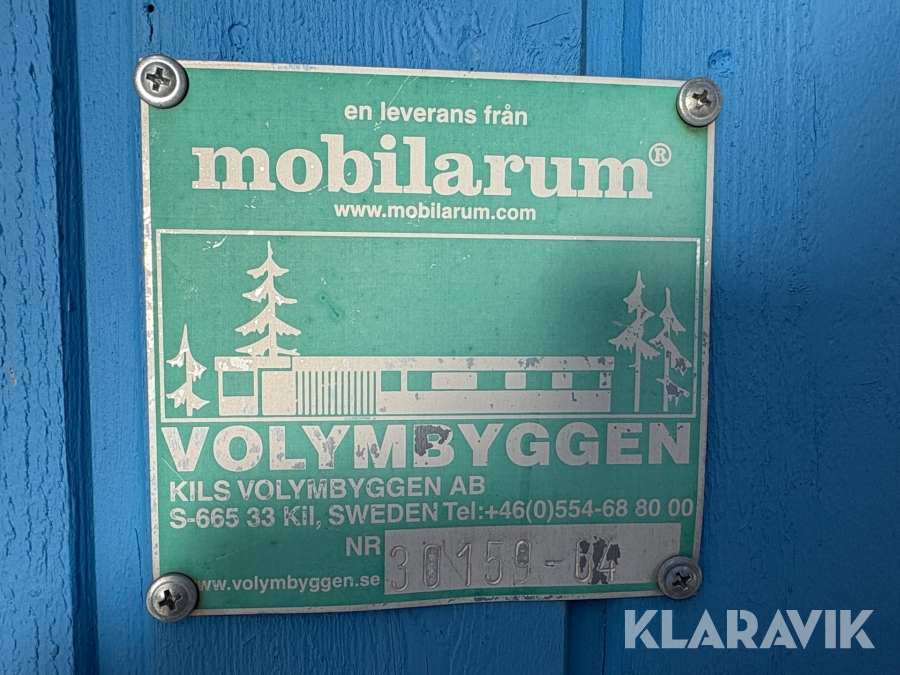 en leverans från
mobilarum®
www.mobilarum.com
VOLYMBYGGEN
KILS VOLYMBYGGEN AB
S-665 33 Kil, SWEDEN Tel:+46(0)554-68 80 00
NR 30159-04
www.volymbyggen.se
KLARAVIK